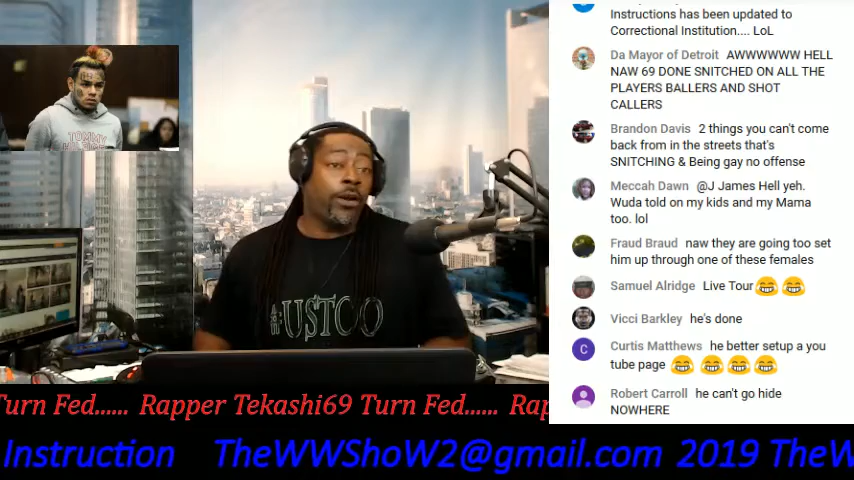 Instructions has been updated to
Correctional Institution.... LoL
Da Mayor of Detroit AWWWWWW HELL
NAW 69 DONE SNITCHED ON ALL THE
PLAYERS BALLERS AND SHOT
CALLERS
Brandon Davis 2 things you can't come
back from in the streets that's
SNITCHING & Being gay no offense
Meccah Dawn @J James Hell yeh.
Wuda told on my kids and my Mama
too. lol
Fraud Braud naw they are going too set
him up through one of these females
Samuel Alridge Live Tour😂 😂
Vicci Barkley he's done
C
Curtis Matthews he better setup a you
tube page 😂 😂 😂 😂
Robert Carroll he can't go hide
NOWHERE
TOMMY
#USTOO
Turn Fed...... Rapper Tekashi69 Turn Fed...... Rap
Instruction TheWWShoW2@gmail.com 2019 TheW